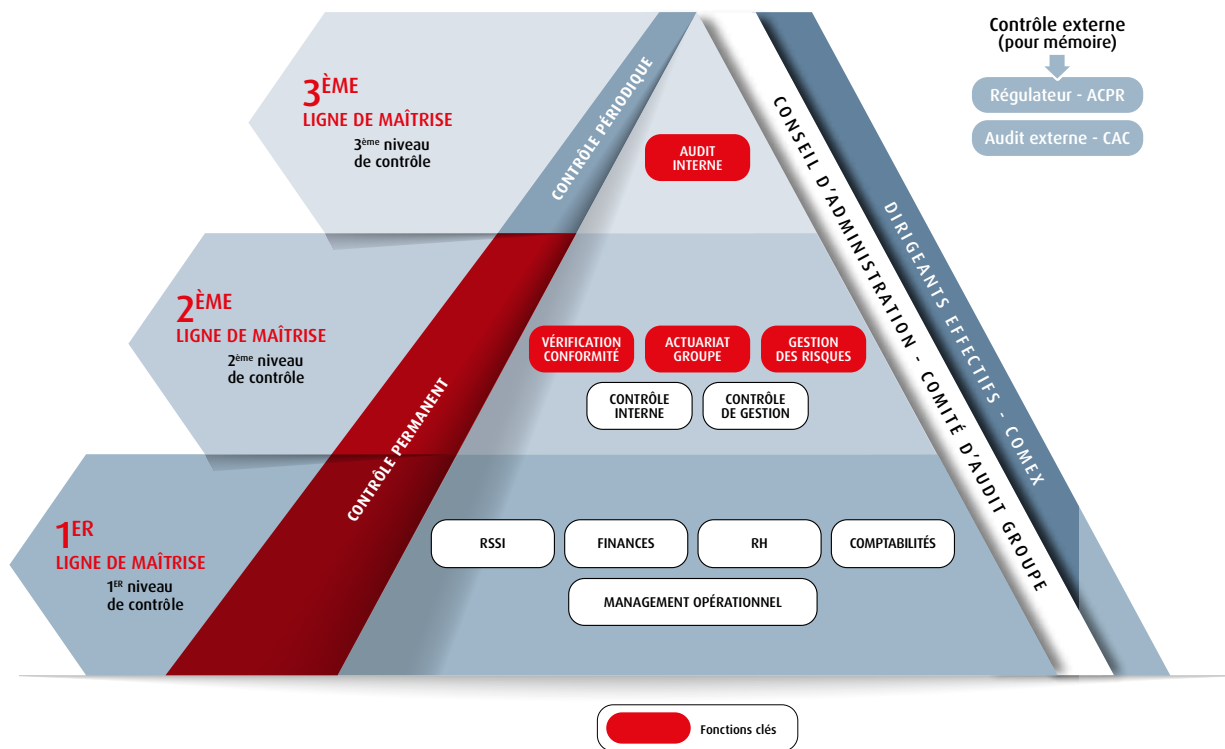 Contrôle externe
(pour mémoire)
Régulateur - ACPR
Audit externe - CAC
3ÈME
LIGNE DE MAÎTRISE
3ème niveau
de contrôle
CONTRÔLE PÉRIODIQUE
AUDIT
INTERNE
CONSEIL D'ADMINISTRATION - COMITÉ D'AUDIT GROUPE
DIRIGEANTS EFFECTIFS - COMEX
2ÈME
LIGNE DE MAÎTRISE
2ème niveau
de contrôle
CONTRÔLE PERMANENT
VÉRIFICATION
CONFORMITÉ
ACTUARIAT
GROUPE
GESTION
DES RISQUES
CONTRÔLE
INTERNE
CONTRÔLE
DE GESTION
1ER
LIGNE DE MAÎTRISE
1ER niveau
de contrôle
RSSI
FINANCES
RH
COMPTABILITÉS
MANAGEMENT OPÉRATIONNEL
Fonctions clés